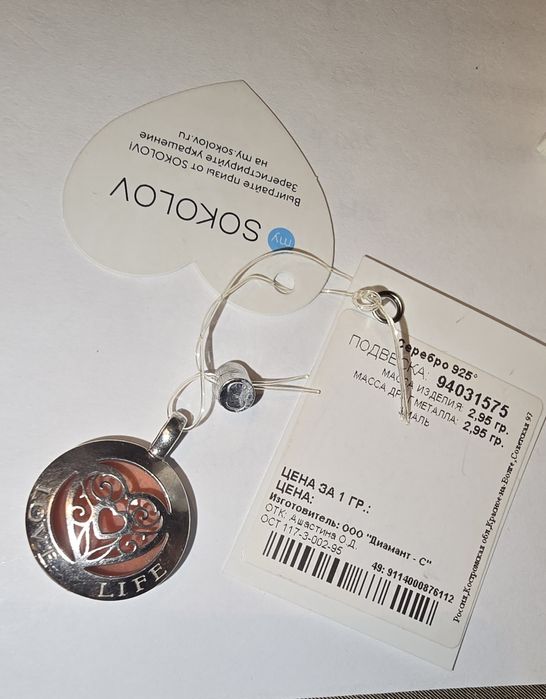 my
SOKOLOV
Выиграйте призы от SOKOLOV!
Зарегистрируйте украшение
на my.sokolov.ru
Серебро 925°
ПОДВЕСКА: 94031575
МАССА ИЗДЕЛИЯ: 2,95 гр.
МАССА ДРАГ МЕТАЛЛА: 2,95 гр.
ЭМАЛЬ
ЦЕНА ЗА 1 ГР.:
ЦЕНА:
Изготовитель: ООО "Диамант - С"
ОТК: Ашастина О.Д.
ОСТ 117-3-002-95
49: 9114000876112
Россия,Костромская обл,Красное-на-Волге,Советская 97
LOVE
LIFE